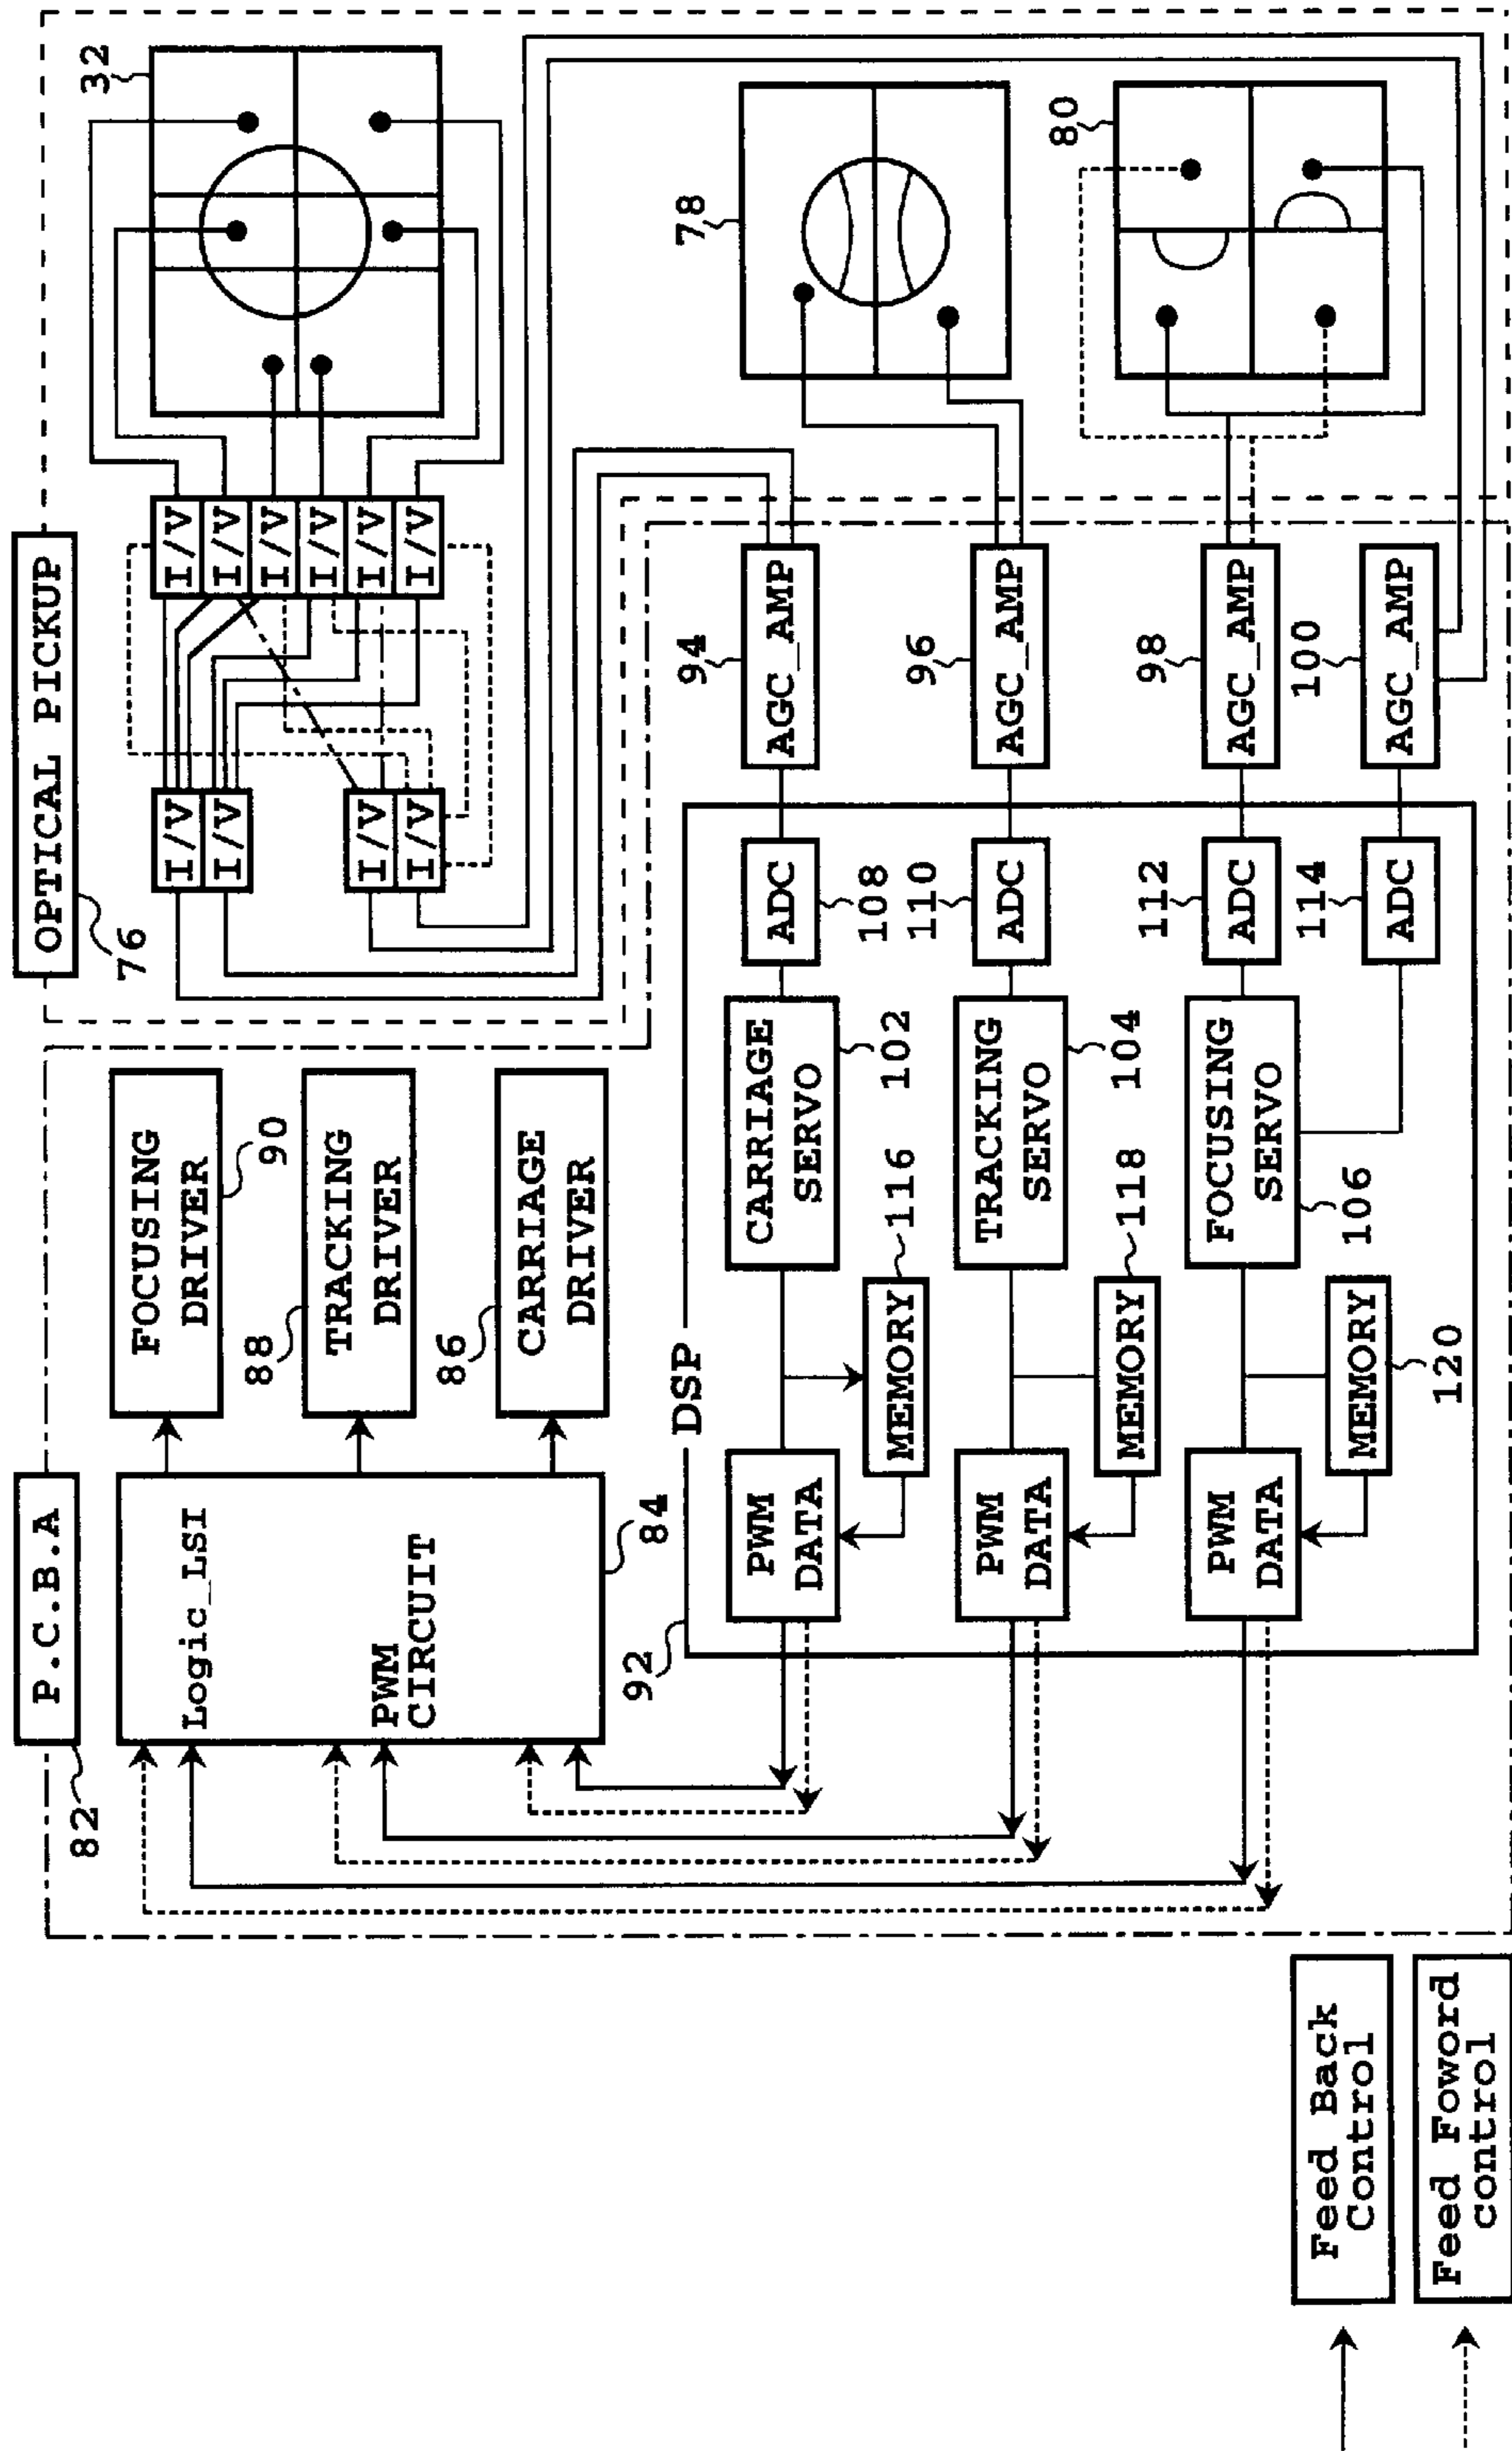 P.C.B.A
82
OPTICAL PICKUP
76
Logic_LSI
PWM
CIRCUIT
84
FOCUSING
DRIVER
90
88
TRACKING
DRIVER
86
CARRIAGE
DRIVER
I/V
I/V
I/V
I/V
I/V
I/V
I/V
I/V
I/V
I/V
32
92
DSP
PWM
DATA
MEMORY
116
CARRIAGE
SERVO
102
ADC
108
94
AGC_AMP
78
PWM
DATA
MEMORY
118
TRACKING
SERVO
104
110
ADC
96
AGC_AMP
PWM
DATA
MEMORY
120
FOCUSING
SERVO
106
112
ADC
98
AGC_AMP
80
114
ADC
100
AGC_AMP
Feed Back
Control
Feed Foword
control